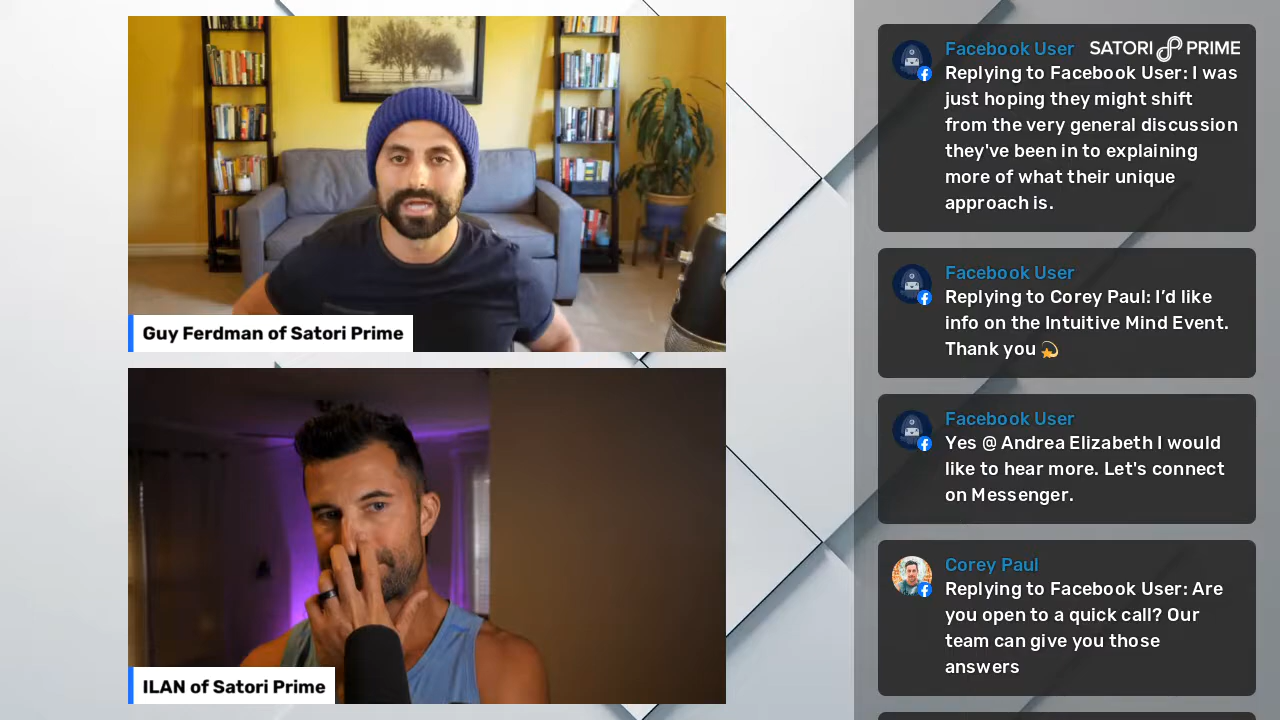 Guy Ferdman of Satori Prime
ILAN of Satori Prime
SATORI PRIME
Facebook User
Replying to Facebook User: I was
just hoping they might shift
from the very general discussion
they've been in to explaining
more of what their unique
approach is.
Facebook User
Replying to Corey Paul: I’d like
info on the Intuitive Mind Event.
Thank you 💫
Facebook User
Yes @ Andrea Elizabeth I would
like to hear more. Let's connect
on Messenger.
Corey Paul
Replying to Facebook User: Are
you open to a quick call? Our
team can give you those
answers